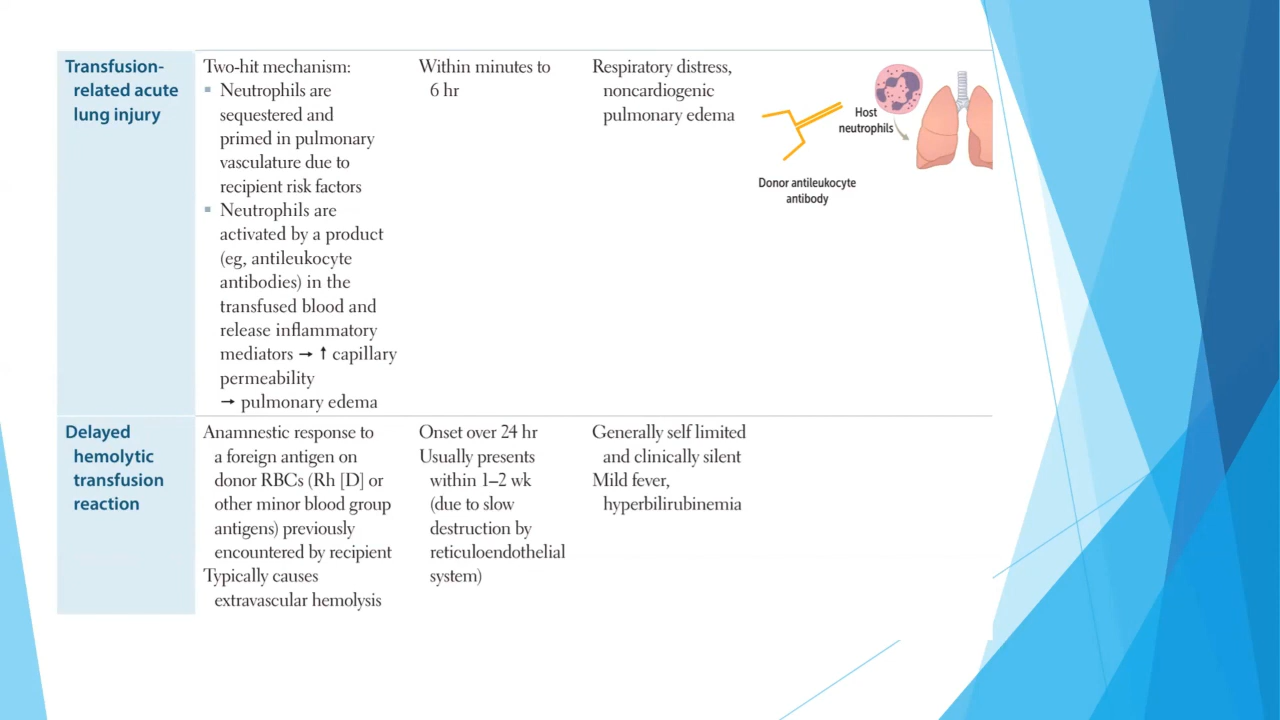 Transfusion-
related acute
lung injury
Two-hit mechanism:
▪ Neutrophils are
sequestered and
primed in pulmonary
vasculature due to
recipient risk factors
▪ Neutrophils are
activated by a product
(eg, antileukocyte
antibodies) in the
transfused blood and
release inflammatory
mediators → ↑ capillary
permeability
→ pulmonary edema
Within minutes to
6 hr
Respiratory distress,
noncardiogenic
pulmonary edema
Host
neutrophils
Donor antileukocyte
antibody
Delayed
hemolytic
transfusion
reaction
Anamnestic response to
a foreign antigen on
donor RBCs (Rh [D] or
other minor blood group
antigens) previously
encountered by recipient
Typically causes
extravascular hemolysis
Onset over 24 hr
Usually presents
within 1–2 wk
(due to slow
destruction by
reticuloendothelial
system)
Generally self limited
and clinically silent
Mild fever,
hyperbilirubinemia